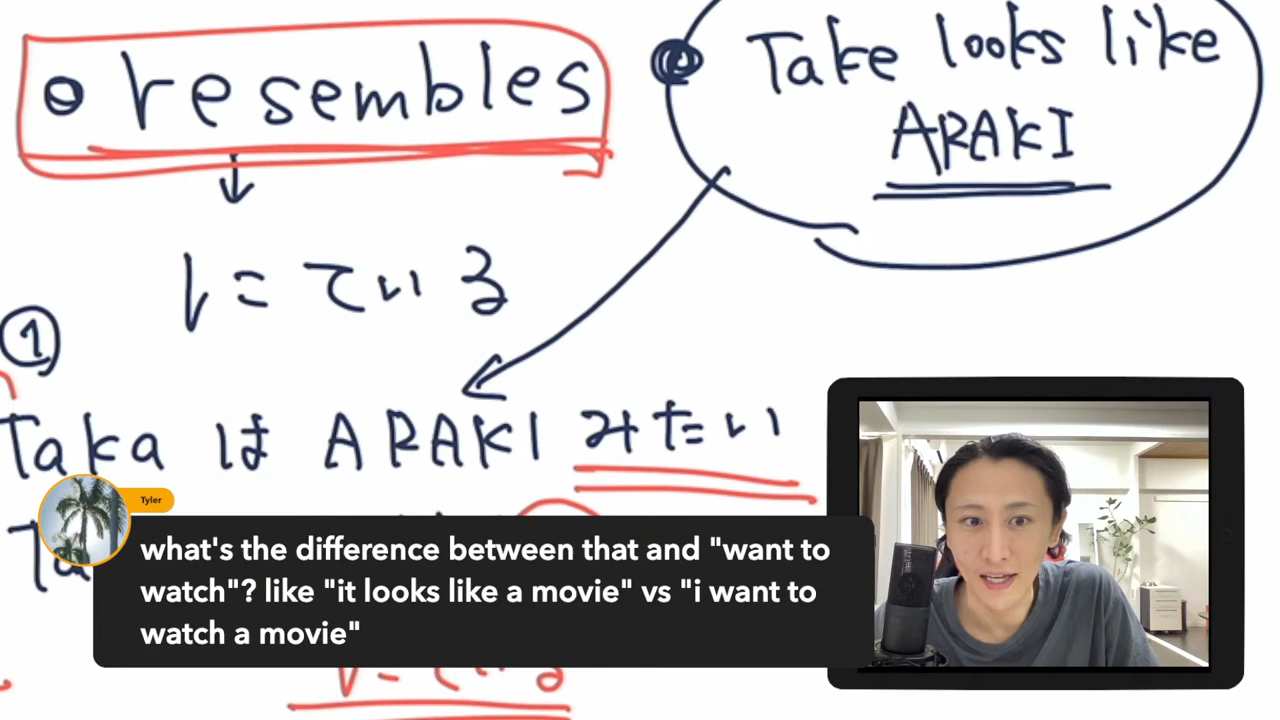 resembles
Take looks like
ARAKI
にている
①
Taka は ARAKI みたい
Tyler
what's the difference between that and "want to
watch"? like "it looks like a movie" vs "i want to
watch a movie"